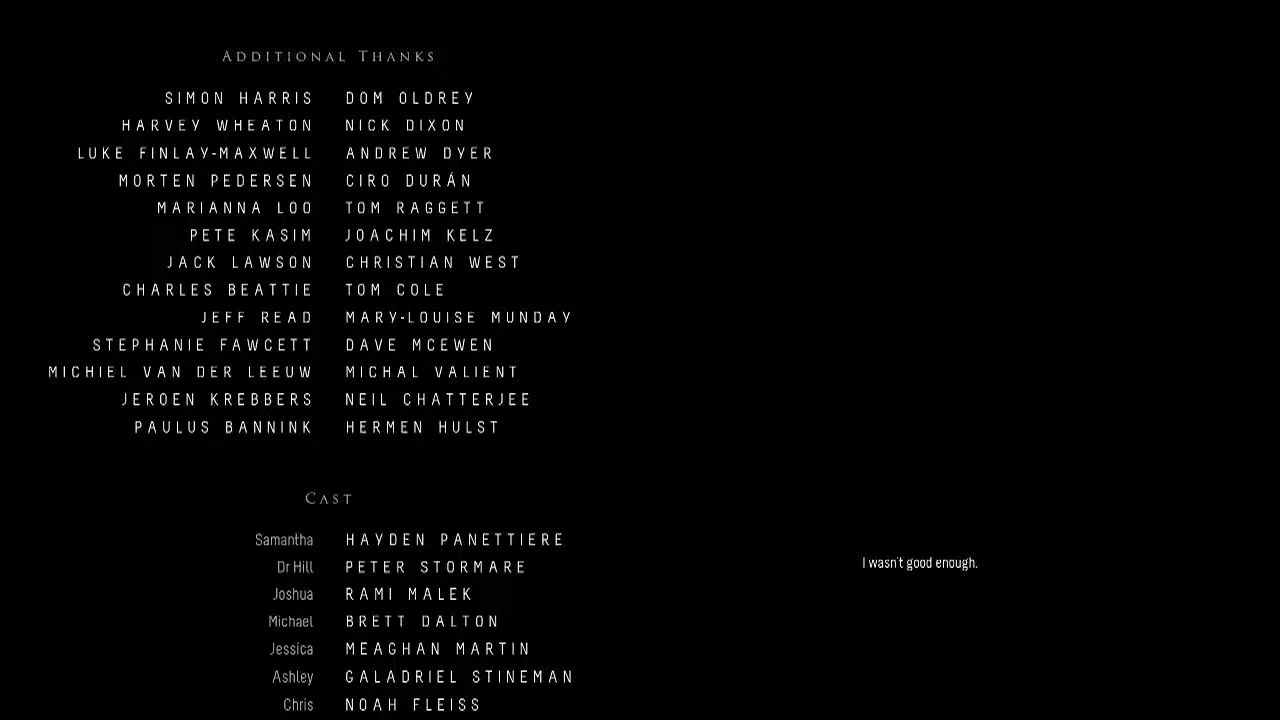 Additional Thanks
SIMON HARRIS DOM OLDREY
HARVEY WHEATON NICK DIXON
LUKE FINLAY-MAXWELL ANDREW DYER
MORTEN PEDERSEN CIRO DURÁN
MARIANNA LOO TOM RAGGETT
PETE KASIM JOACHIM KELZ
JACK LAWSON CHRISTIAN WEST
CHARLES BEATTIE TOM COLE
JEFF READ MARY-LOUISE MUNDAY
STEPHANIE FAWCETT DAVE MCEWEN
MICHIEL VAN DER LEEUW MICHAL VALIENT
JEROEN KREBBERS NEIL CHATTERJEE
PAULUS BANNINK HERMEN HULST
Cast
Samantha HAYDEN PANETTIERE
Dr Hill PETER STORMARE
Joshua RAMI MALEK
Michael BRETT DALTON
Jessica MEAGHAN MARTIN
Ashley GALADRIEL STINEMAN
Chris NOAH FLEISS
I wasn't good enough.